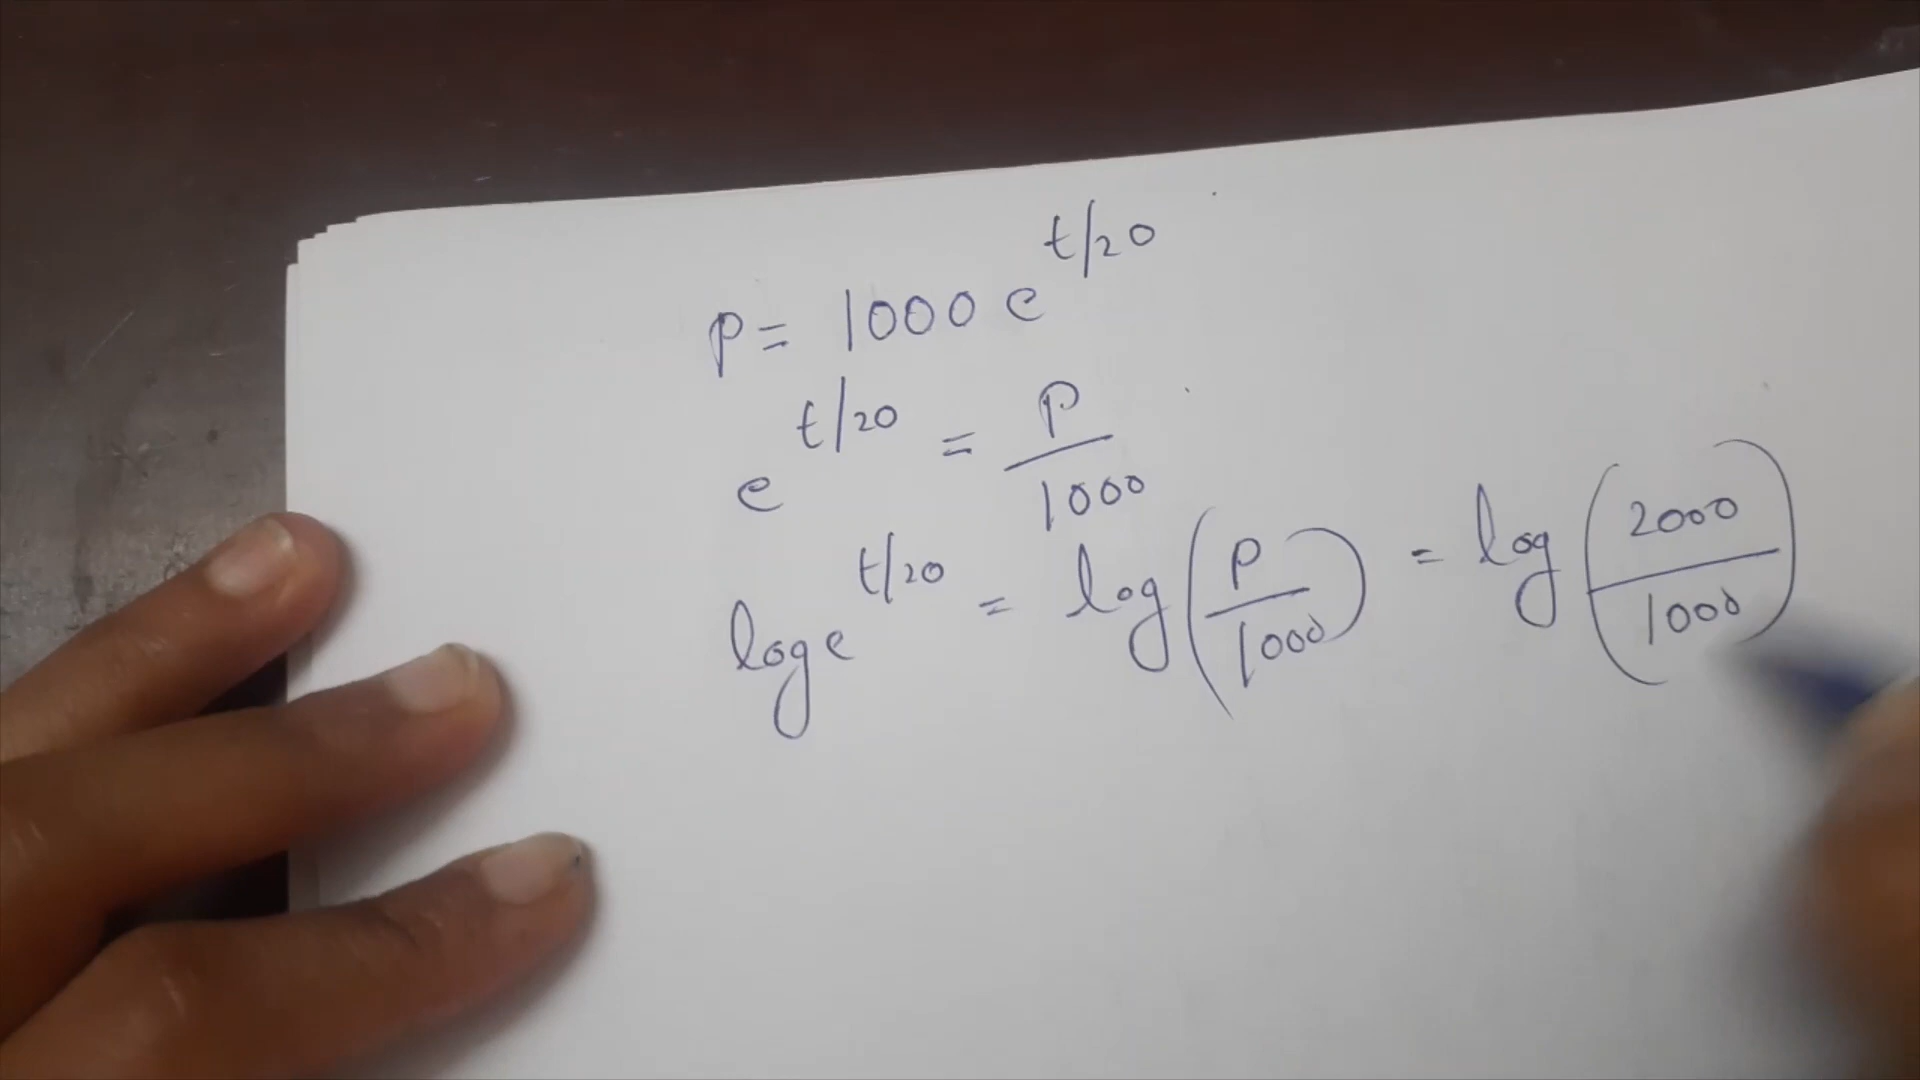 P = 1000 e^{t/20}
e^{t/20} = P/1000
log e^{t/20} = log(P/1000) = log(2000/1000)